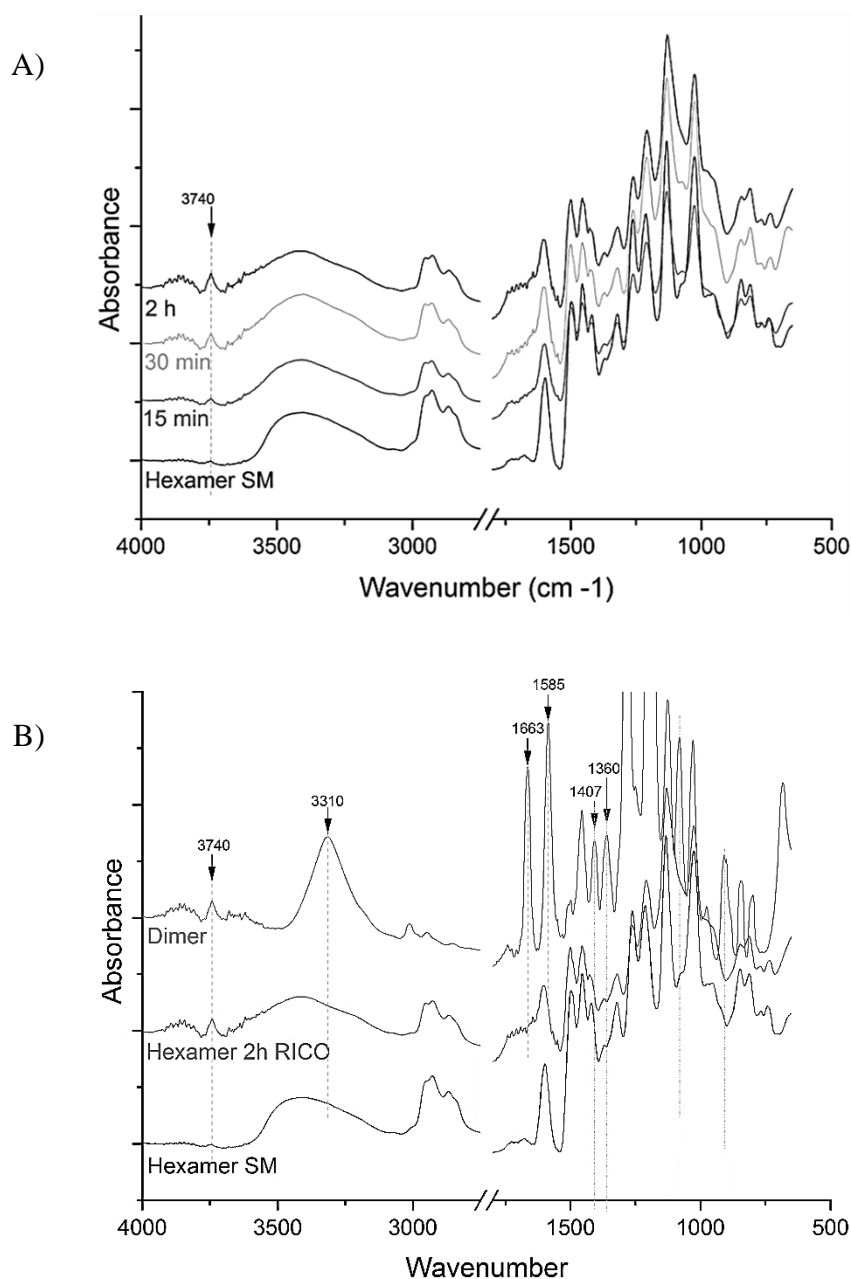 A)
Absorbance
3740
2 h
30 min
15 min
Hexamer SM
4000 3500 3000 1500 1000 500
Wavenumber (cm -1)
B)
Absorbance
1585
1663
1360
1407
3310
3740
Dimer
Hexamer 2h RICO
Hexamer SM
4000 3500 3000 1500 1000 500
Wavenumber